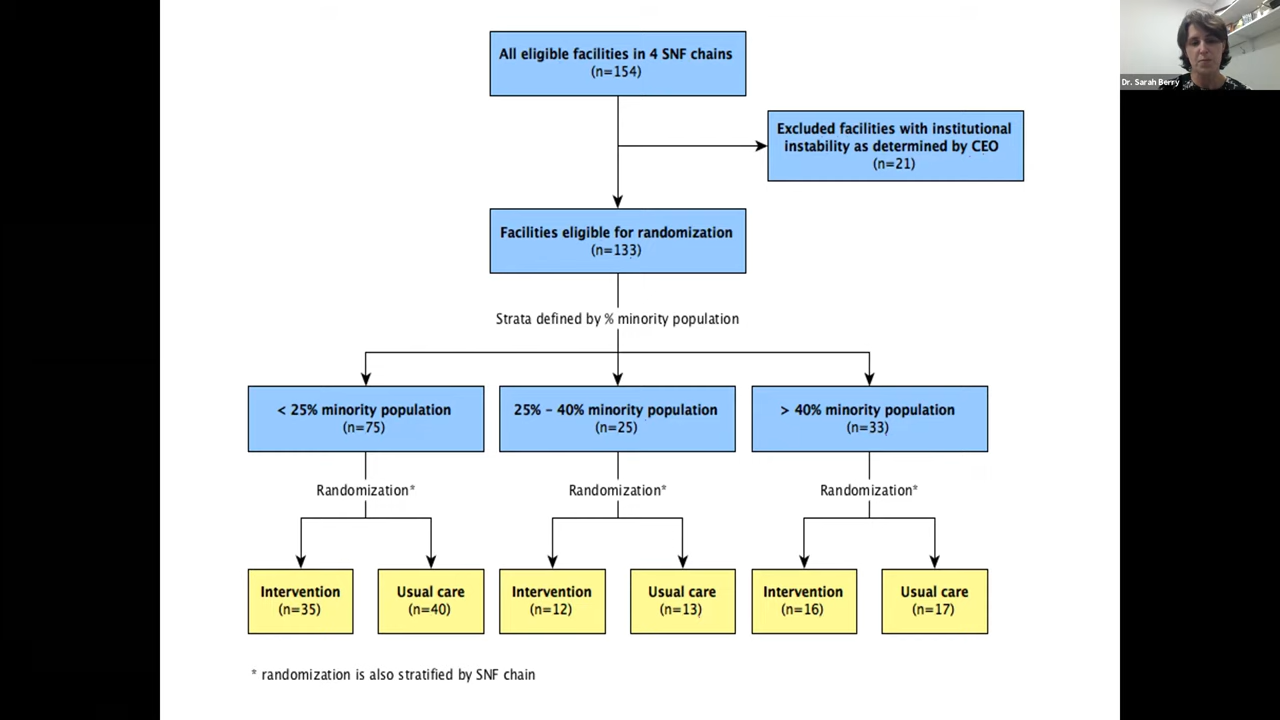 All eligible facilities in 4 SNF chains
(n=154)
Dr. Sarah Berry
Excluded facilities with institutional
instability as determined by CEO
(n=21)
Facilities eligible for randomization
(n=133)
Strata defined by % minority population
< 25% minority population
(n=75)
25% – 40% minority population
(n=25)
> 40% minority population
(n=33)
Randomization*
Randomization*
Randomization*
Intervention
(n=35)
Usual care
(n=40)
Intervention
(n=12)
Usual care
(n=13)
Intervention
(n=16)
Usual care
(n=17)
* randomization is also stratified by SNF chain